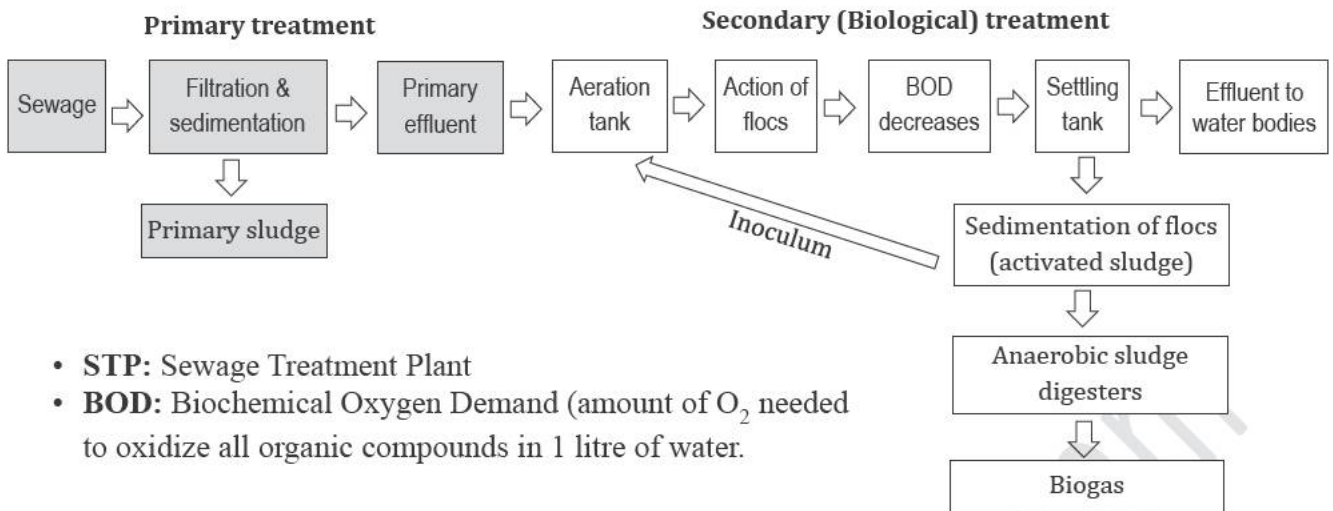 Primary treatment
Secondary (Biological) treatment
Sewage
Filtration &
sedimentation
Primary
effluent
Aeration
tank
Action of
flocs
BOD
decreases
Settling
tank
Effluent to
water bodies
Primary sludge
Inoculum
Sedimentation of flocs
(activated sludge)
Anaerobic sludge
digesters
Biogas
• STP: Sewage Treatment Plant
• BOD: Biochemical Oxygen Demand (amount of O₂ needed
to oxidize all organic compounds in 1 litre of water.